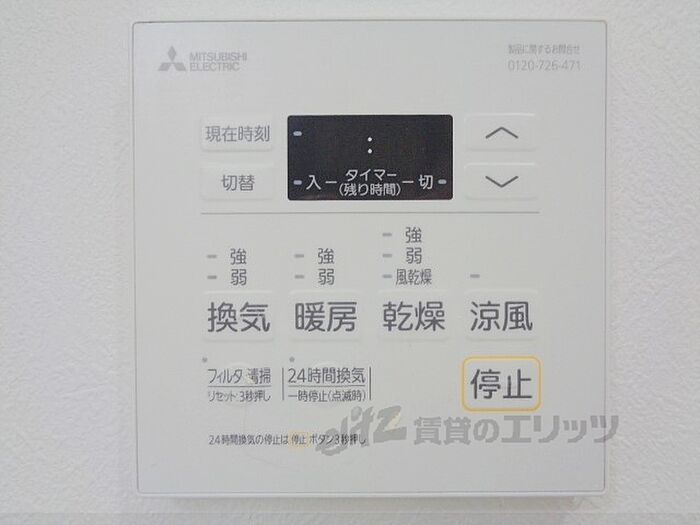 MITSUBISHI
ELECTRIC
製品に関するお問合せ
0120-726-471
現在時刻
切替
:
入 タイマー 切
(残り時間)
強
弱
強
弱
強
弱
風乾燥
換気 暖房 乾燥 涼風
フィルタ清掃
リセット3秒押し
24時間換気
一時停止(点滅時)
停止
24時間換気の停止は 停止 ボタン3秒押し
elitz 賃貸のエリッツ